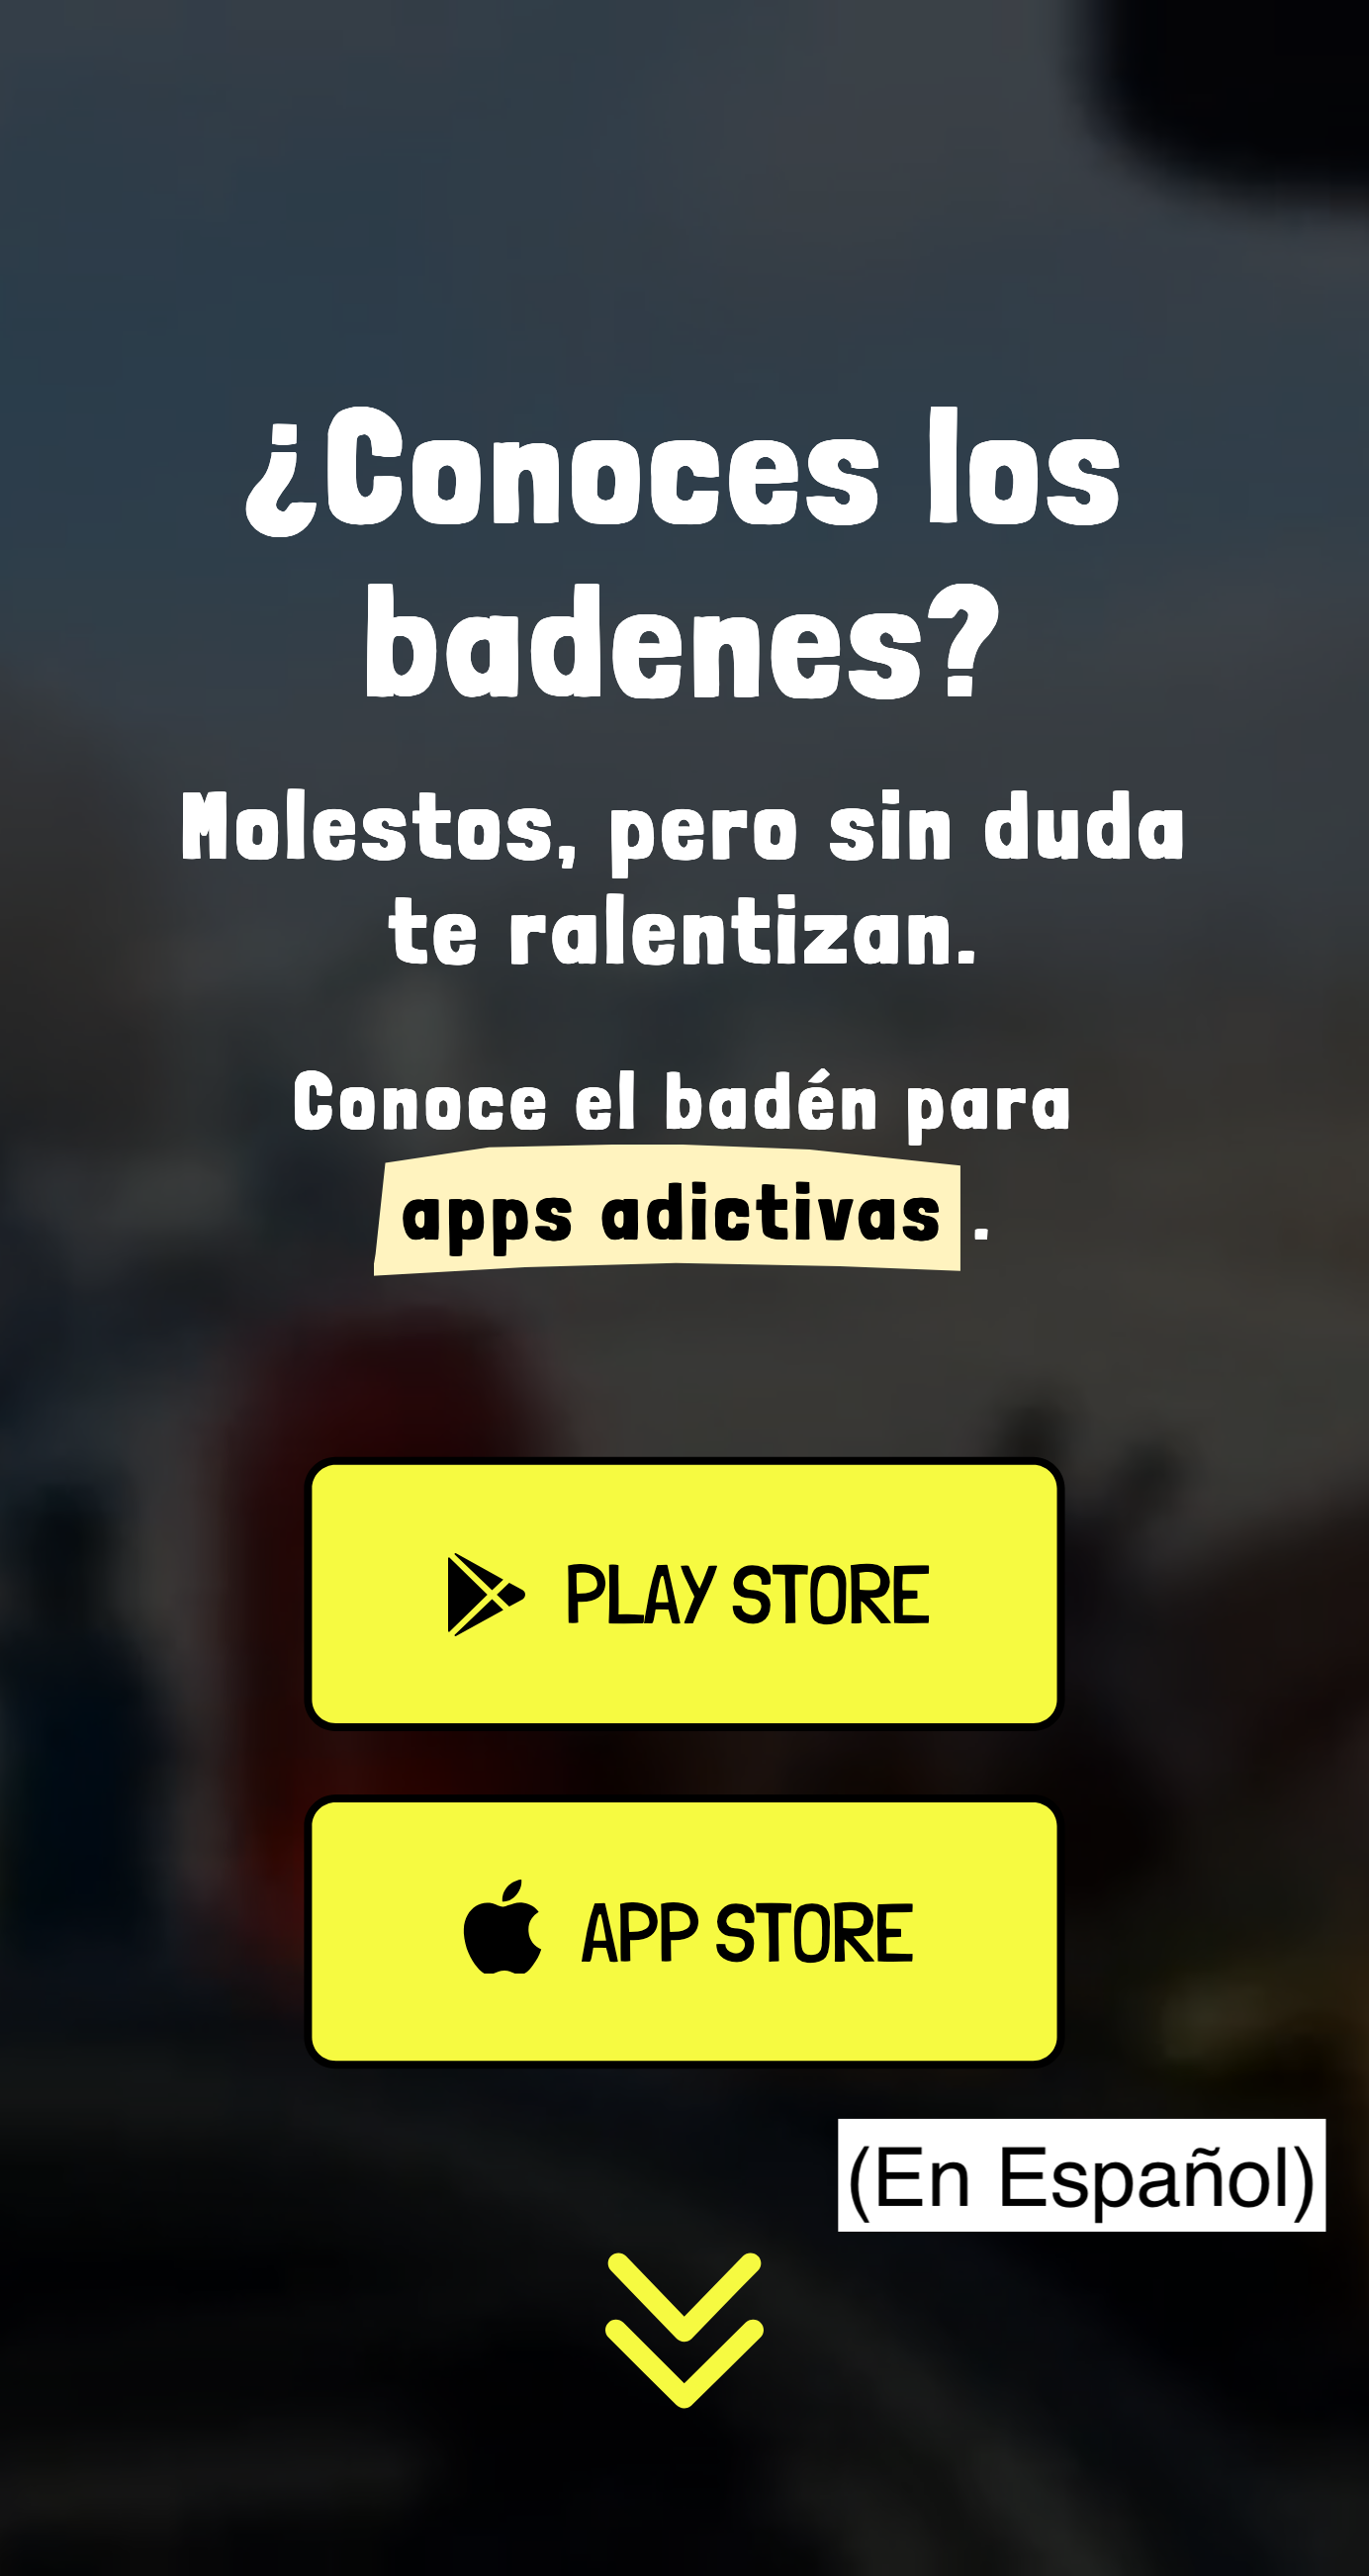 ¿Conoces los
badenes?
Molestos, pero sin duda
te ralentizan.
Conoce el badén para
apps adictivas.
PLAY STORE
APP STORE
(En Español)